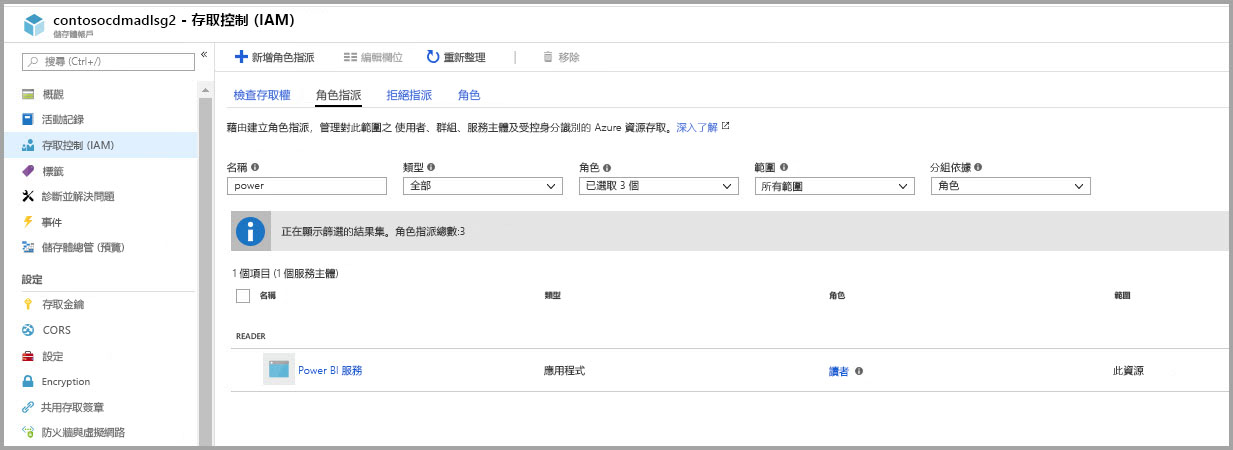 contosocdmadlsg2 - 存取控制 (IAM)
儲存體帳戶
搜尋 (Ctrl+/)
«
概觀
活動記錄
存取控制 (IAM)
標籤
診斷並解決問題
事件
儲存體總管 (預覽)
設定
存取金鑰
CORS
設定
Encryption
共用存取簽章
防火牆與虛擬網路
新增角色指派
編輯欄位
重新整理
移除
檢查存取權 角色指派 拒絕指派 角色
藉由建立角色指派，管理對此範圍之 使用者、群組、服務主體及受控身分識別的 Azure 資源存取。深入了解
名稱 類型 角色 範圍 分組依據
power 全部 已選取 3 個 所有範圍 角色
正在顯示篩選的結果集。角色指派總數:3
1 個項目 (1 個服務主體)
名稱 類型 角色 範圍
READER
Power BI 服務 應用程式 讀者 此資源